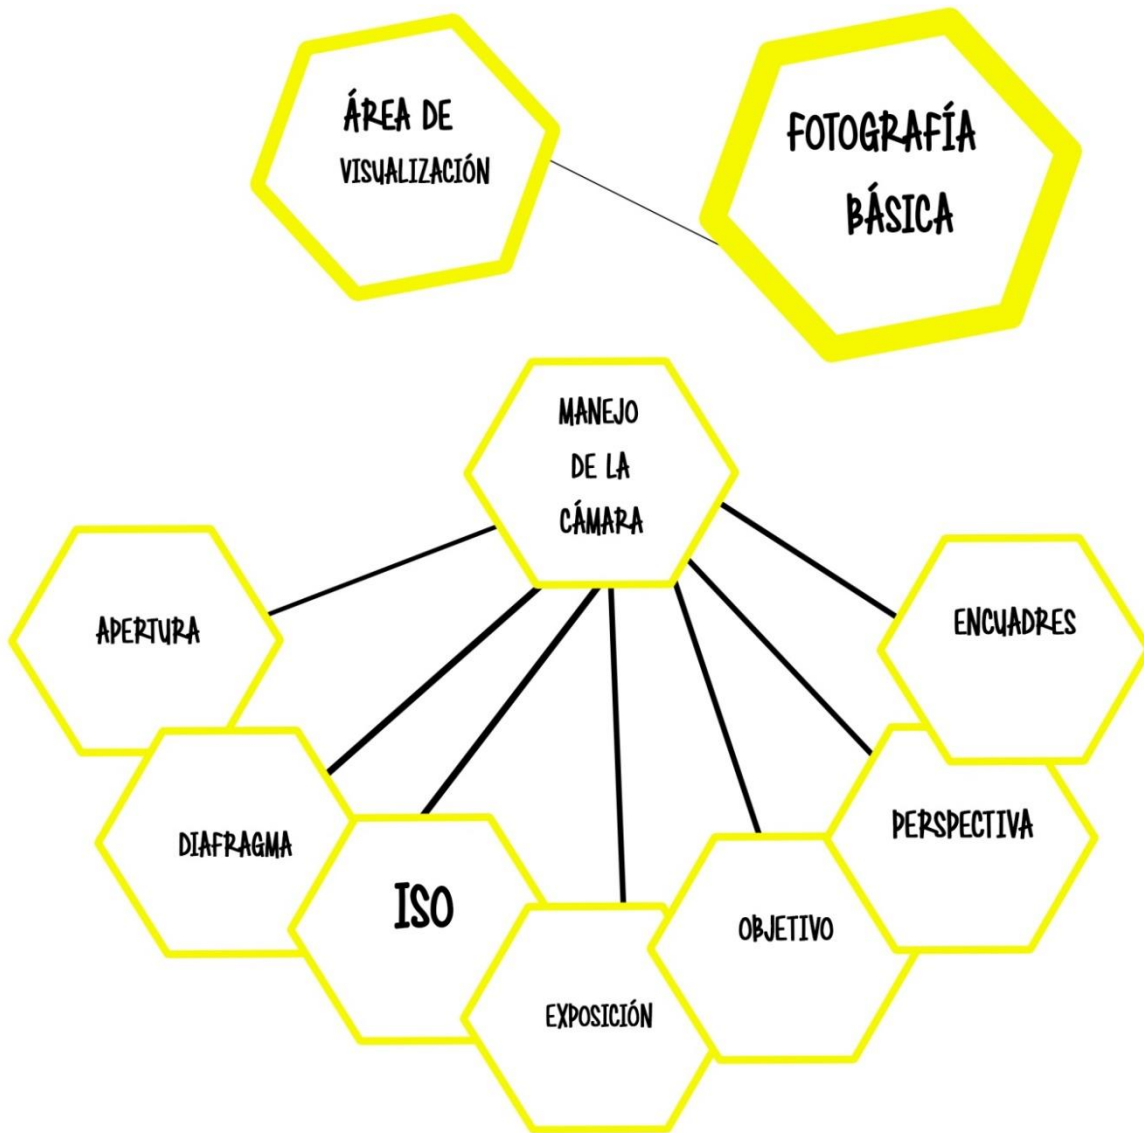 ÁREA DE
VISUALIZACIÓN
FOTOGRAFÍA
BÁSICA
MANEJO
DE LA
CÁMARA
APERTURA
ENCUADRES
DIAFRAGMA
PERSPECTIVA
ISO
OBJETIVO
EXPOSICIÓN